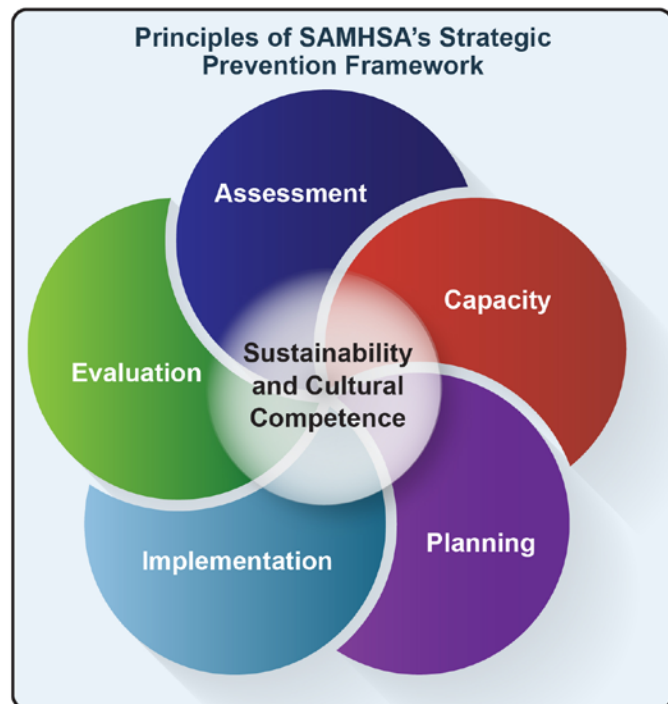 Principles of SAMHSA's Strategic
Prevention Framework
Assessment
Capacity
Planning
Implementation
Evaluation
Sustainability
and Cultural
Competence